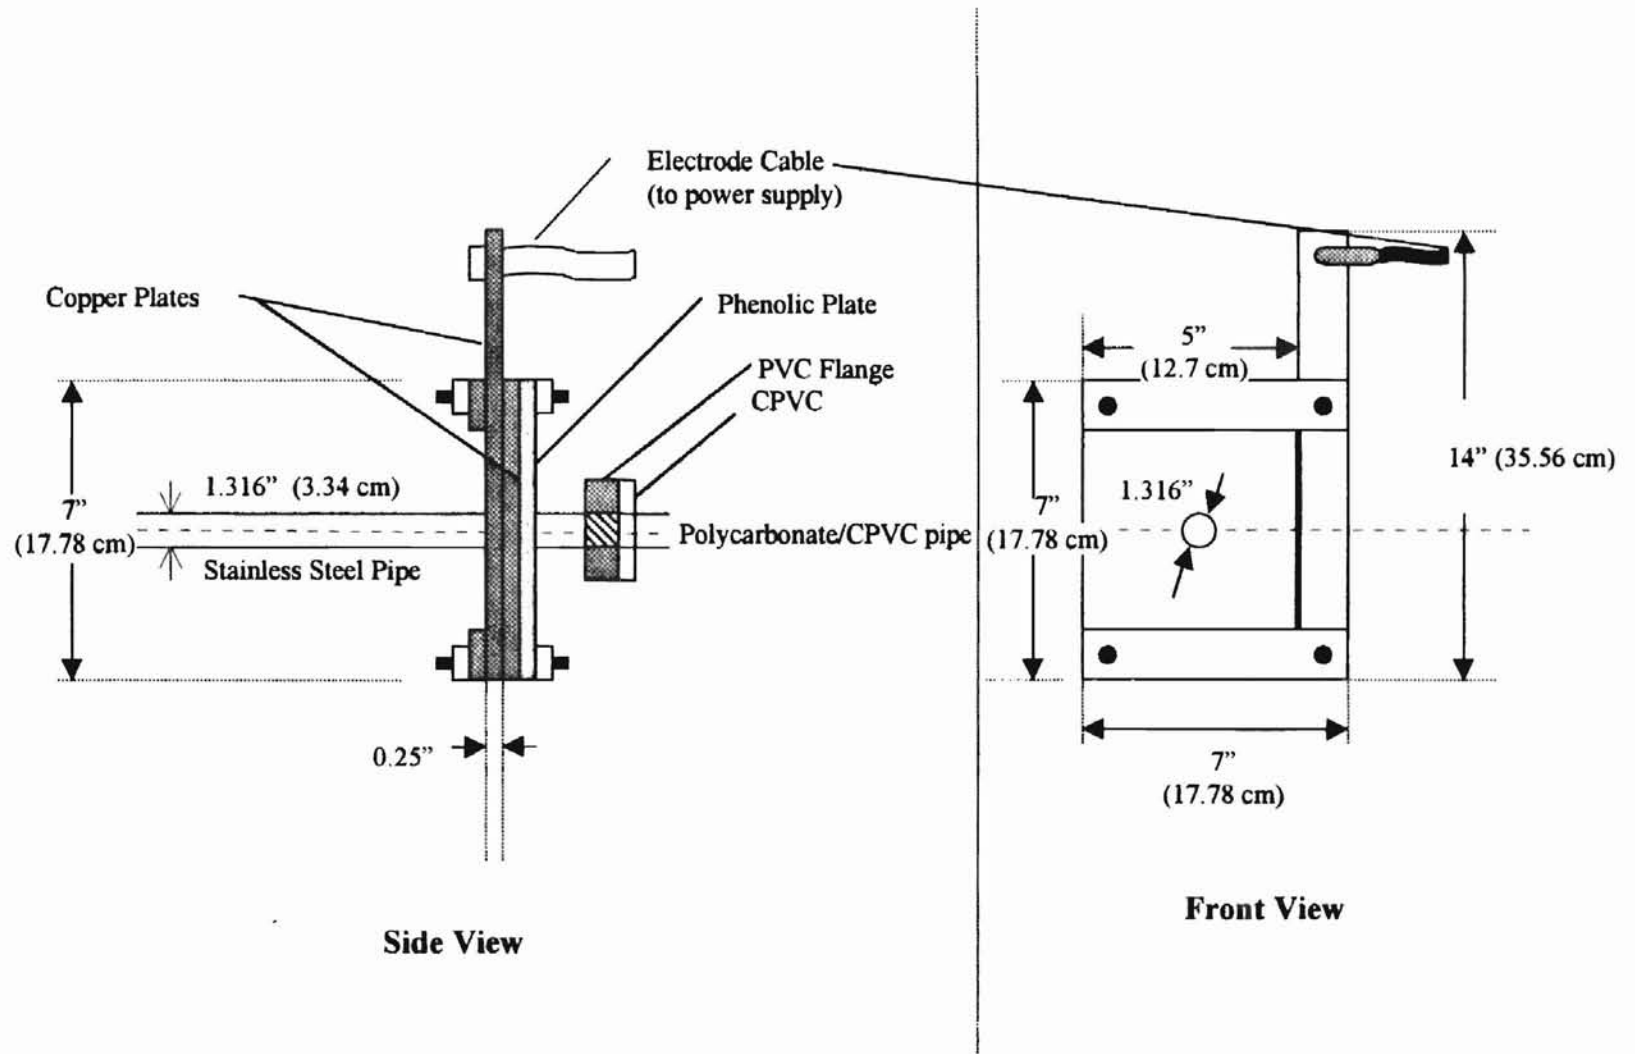 Electrode Cable
(to power supply)
Copper Plates
Phenolic Plate
PVC Flange
CPVC
1.316” (3.34 cm)
7”
(17.78 cm)
Stainless Steel Pipe
Polycarbonate/CPVC pipe
0.25”
Side View
5”
(12.7 cm)
14” (35.56 cm)
1.316”
7”
(17.78 cm)
7”
(17.78 cm)
Front View